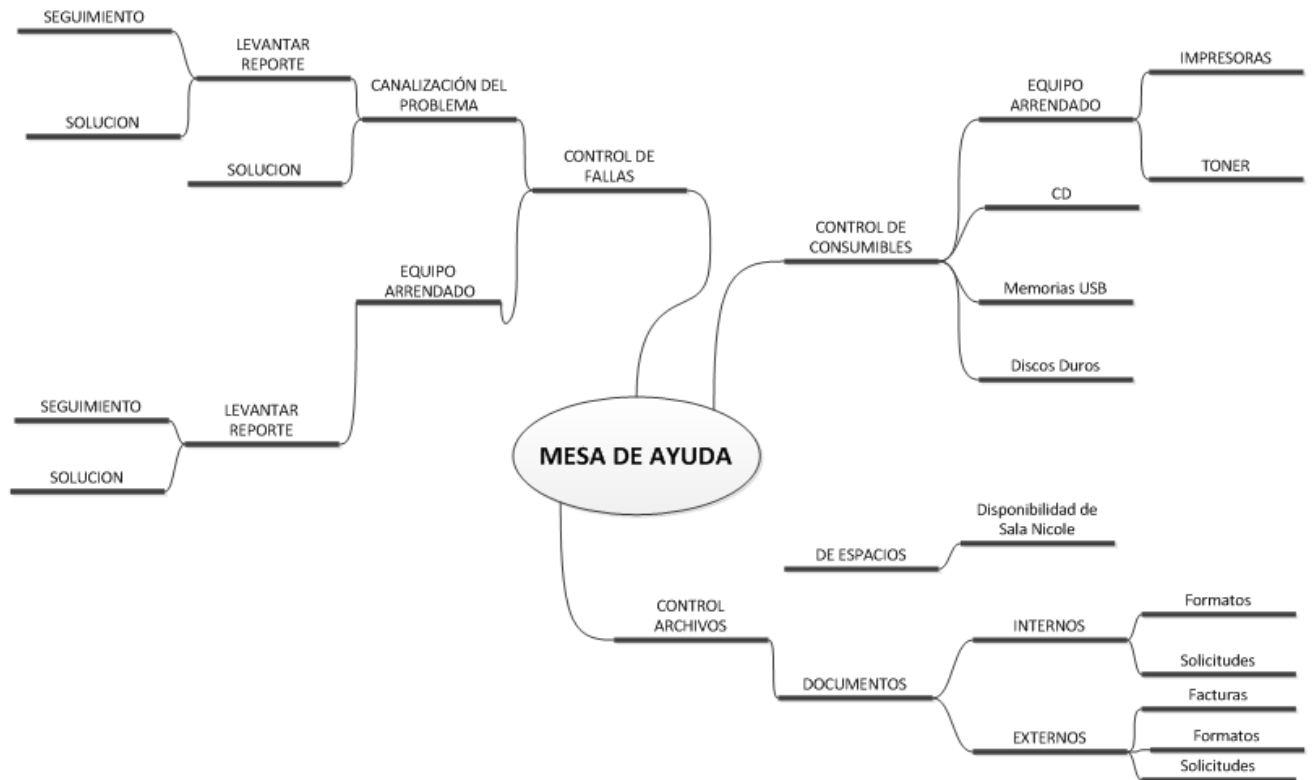 SEGUIMIENTO
LEVANTAR
REPORTE
SOLUCION
CANALIZACIÓN DEL
PROBLEMA
SOLUCION
CONTROL DE
FALLAS
EQUIPO
ARRENDADO
SEGUIMIENTO
LEVANTAR
REPORTE
SOLUCION
MESA DE AYUDA
CONTROL DE
CONSUMIBLES
EQUIPO
ARRENDADO
IMPRESORAS
TONER
CD
Memorias USB
Discos Duros
DE ESPACIOS
Disponibilidad de
Sala Nicole
CONTROL
ARCHIVOS
DOCUMENTOS
INTERNOS
Formatos
Solicitudes
EXTERNOS
Facturas
Formatos
Solicitudes